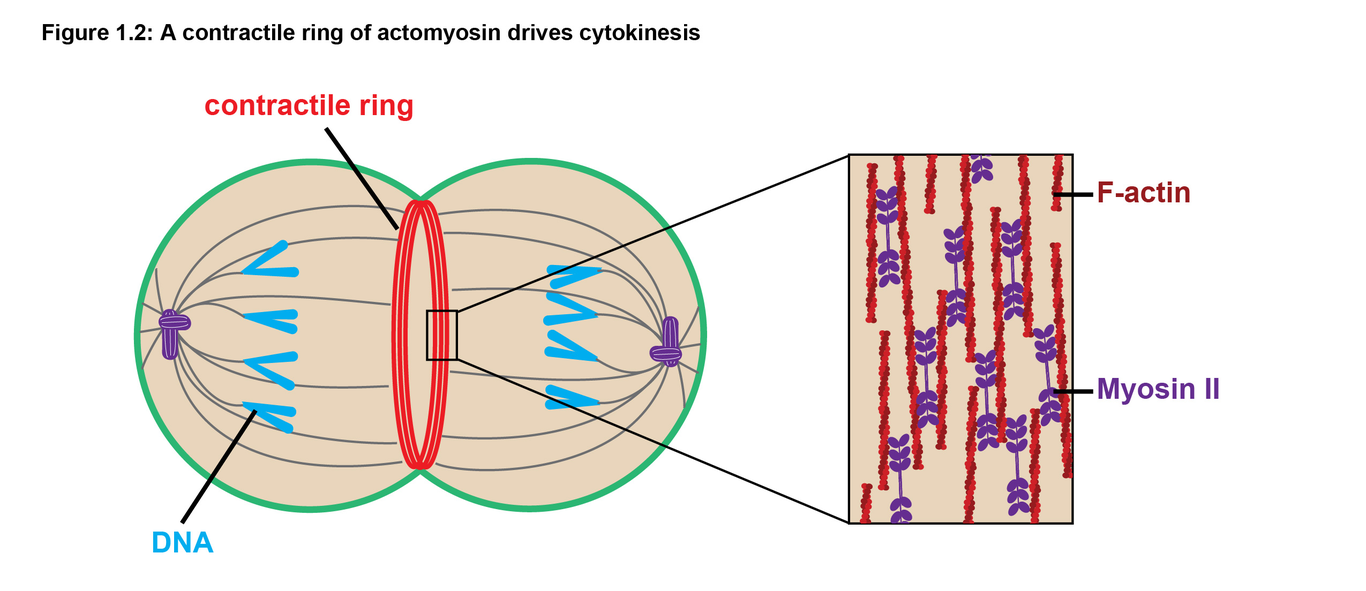 Figure 1.2: A contractile ring of actomyosin drives cytokinesis
contractile ring
F-actin
Myosin II
DNA